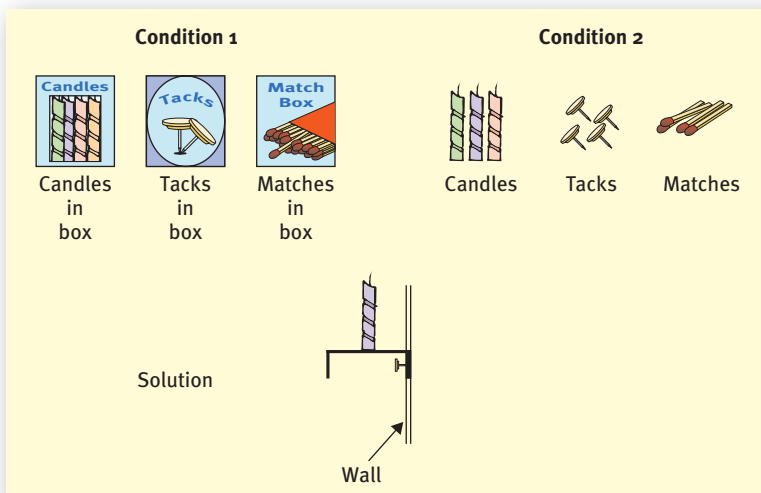 Condition 1
Condition 2
Candles
Tacks
Match
Box
Candles
in
box
Tacks
in
box
Matches
in
box
Candles
Tacks
Matches
Solution
Wall